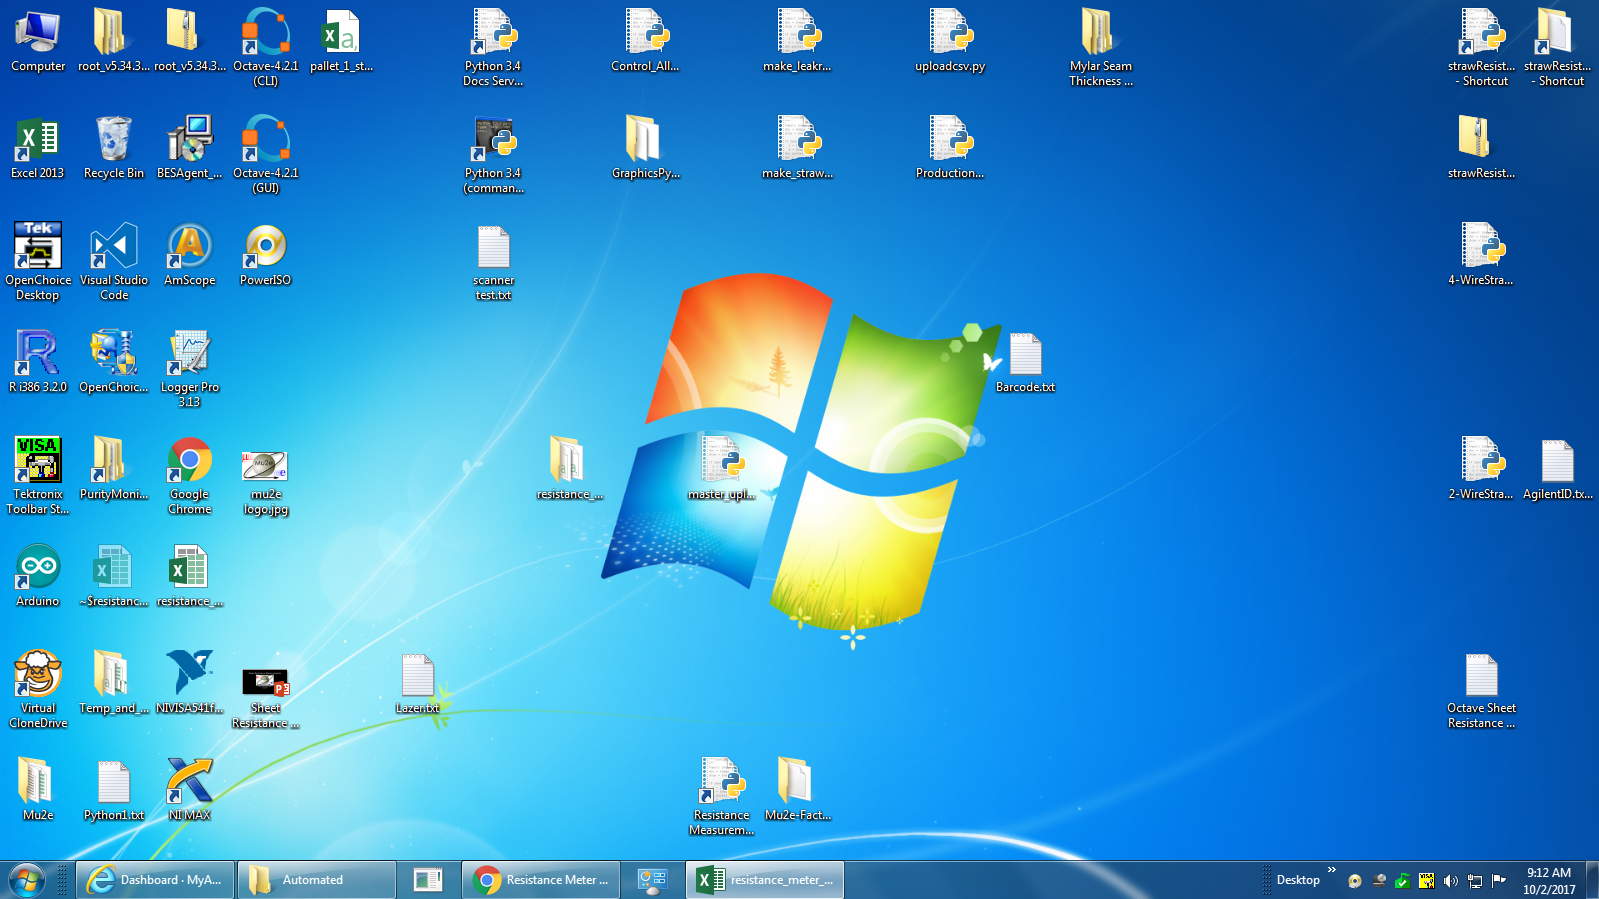 Computer
root_v5.34.3...
root_v5.34.3...
Octave-4.2.1
(CLI)
pallet_1_st...
Python 3.4
Docs Serv...
Control_All...
make_leakr...
uploadcsv.py
Mylar Seam
Thickness ...
strawResist...
- Shortcut
strawResist...
- Shortcut
Excel 2013
Recycle Bin
BESAgent_...
Octave-4.2.1
(GUI)
Python 3.4
(comman...
GraphicsPy...
make_straw...
Production...
strawResist...
Tek
OpenChoice
Desktop
Visual Studio
Code
AmScope
PowerISO
scanner
test.txt
4-WireStra...
R i386 3.2.0
OpenChoic...
Logger Pro
3.13
Barcode.txt
VISA
Tektronix
Toolbar St...
PurityMoni...
Google
Chrome
Mu2e
mu2e
logo.jpg
resistance_...
master_upl...
2-WireStra...
AgilentID.tx...
Arduino
~$resistanc...
resistance_...
Virtual
CloneDrive
Temp_and_...
NIVISA541f...
Sheet
Resistance ...
Lazer.txt
Octave Sheet
Resistance ...
Mu2e
Python1.txt
NI MAX
Resistance
Measurem...
Mu2e-Fact...
Dashboard · MyA...
Automated
Resistance Meter ...
resistance_meter_...
Desktop
9:12 AM
10/2/2017